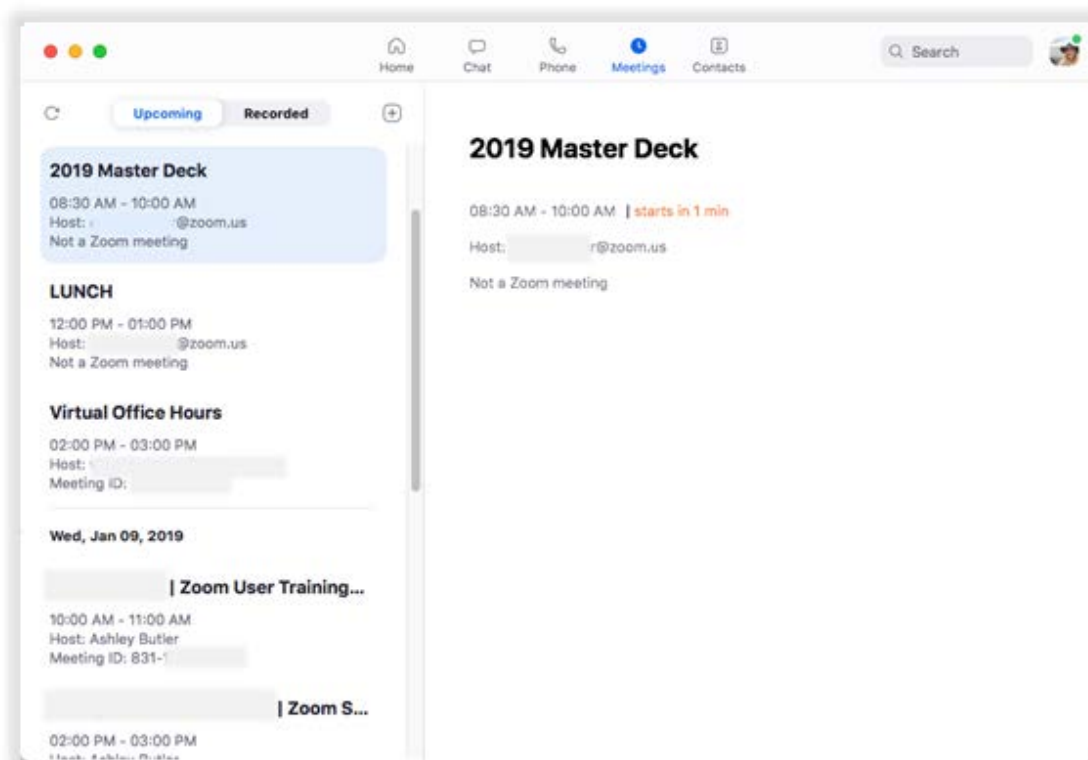 Home Chat Phone Meetings Contacts Search
Upcoming Recorded
2019 Master Deck
08:30 AM - 10:00 AM
Host: @zoom.us
Not a Zoom meeting
LUNCH
12:00 PM - 01:00 PM
Host: @zoom.us
Not a Zoom meeting
Virtual Office Hours
02:00 PM - 03:00 PM
Host:
Meeting ID:
Wed, Jan 09, 2019
| Zoom User Training...
10:00 AM - 11:00 AM
Host: Ashley Butler
Meeting ID: 831-
| Zoom S...
02:00 PM - 03:00 PM
Host: Ashley Butler
2019 Master Deck
08:30 AM - 10:00 AM | starts in 1 min
Host: r@zoom.us
Not a Zoom meeting